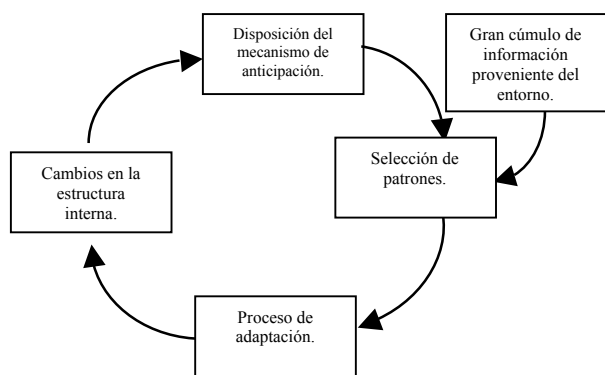 Disposición del
mecanismo de
anticipación.
Gran cúmulo de
información
proveniente del
entorno.
Selección de
patrones.
Cambios en la
estructura
interna.
Proceso de
adaptación.